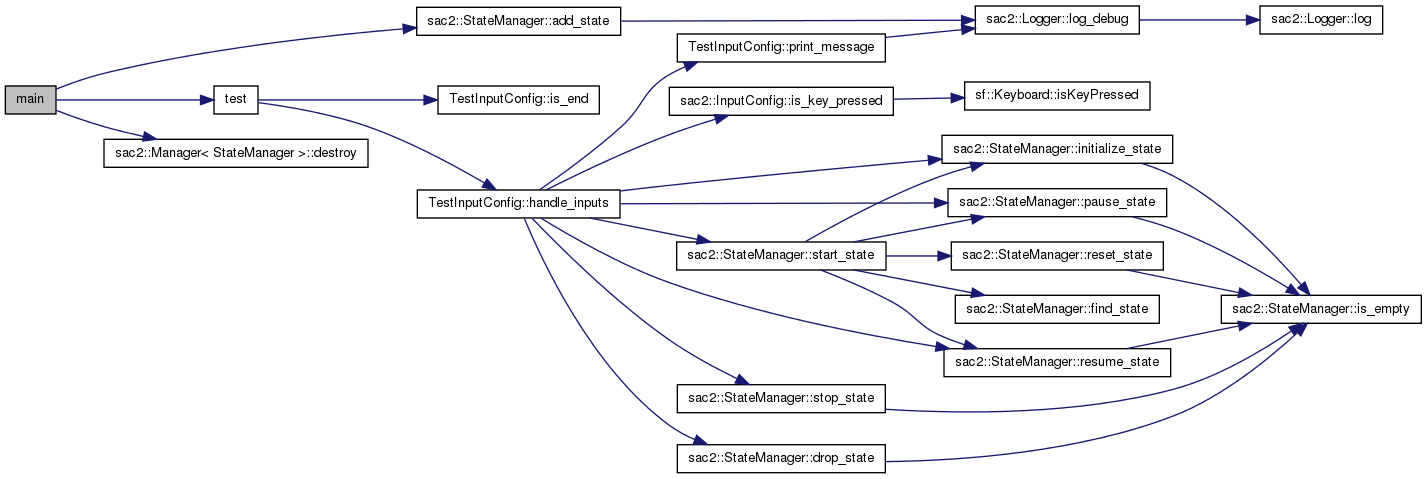 main
sac2::StateManager::add_state
test
sac2::Manager< StateManager >::destroy
TestInputConfig::is_end
TestInputConfig::handle_inputs
sac2::Logger::log_debug
sac2::Logger::log
TestInputConfig::print_message
sac2::InputConfig::is_key_pressed
sf::Keyboard::isKeyPressed
sac2::StateManager::initialize_state
sac2::StateManager::pause_state
sac2::StateManager::start_state
sac2::StateManager::reset_state
sac2::StateManager::find_state
sac2::StateManager::is_empty
sac2::StateManager::resume_state
sac2::StateManager::stop_state
sac2::StateManager::drop_state